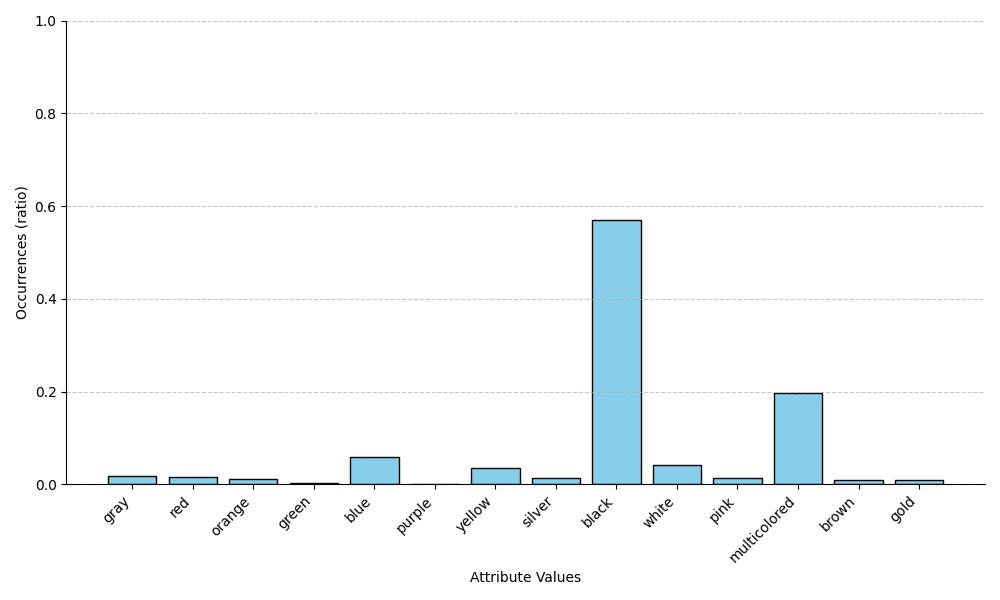 1.0
0.8
0.6
0.4
0.2
0.0
Occurrences (ratio)
gray
red
orange
green
blue
purple
yellow
silver
black
white
pink
multicolored
brown
gold
Attribute Values